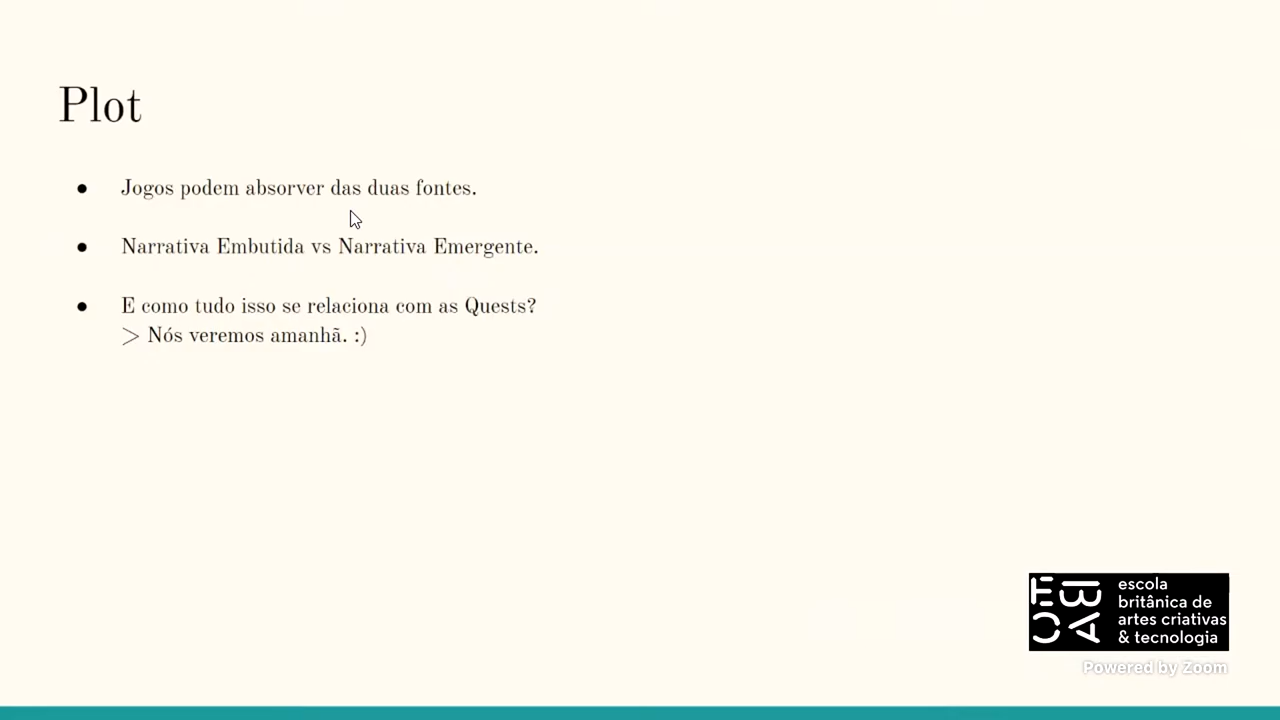 Plot
● Jogos podem absorver das duas fontes.
● Narrativa Embutida vs Narrativa Emergente.
● E como tudo isso se relaciona com as Quests?
> Nós veremos amanhã. :)
escola
britânica de
artes criativas
& tecnologia
Powered by Zoom